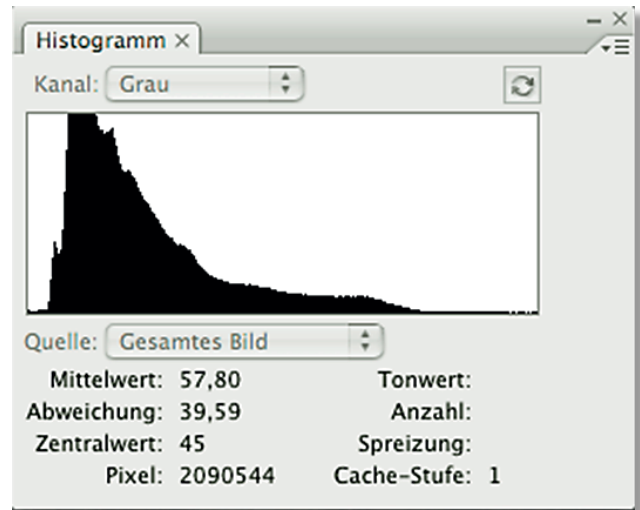 Histogramm ×
Kanal: Grau
Quelle: Gesamtes Bild
Mittelwert: 57,80 Tonwert:
Abweichung: 39,59 Anzahl:
Zentralwert: 45 Spreizung:
Pixel: 2090544 Cache-Stufe: 1